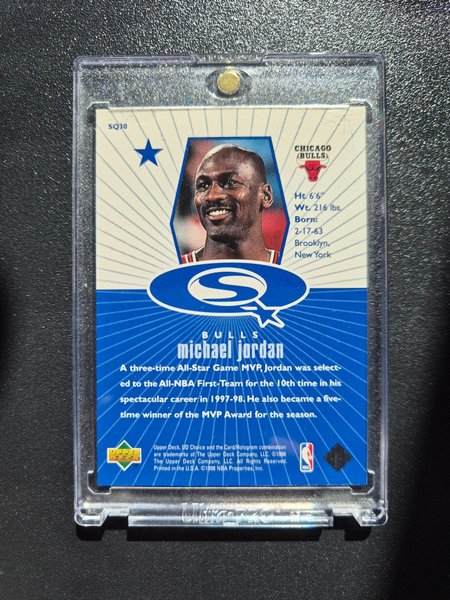 SQ30
CHICAGO
BULLS
Ht. 6'6"
Wt. 216 lbs.
Born:
2-17-63
Brooklyn,
New York
SQ
BULLS
michael jordan
A three-time All-Star Game MVP, Jordan was select-
ed to the All-NBA First-Team for the 10th time in his
spectacular career in 1997-98. He also became a five-
time winner of the MVP Award for the season.
Upper Deck, UD Choice and the Card/Hologram combination
are trademarks of The Upper Deck Company, LLC. ©1998
The Upper Deck Company, LLC. All Rights Reserved.
Printed in the U.S.A. ©1998 NBA Properties, Inc.
UPPER
DECK
NBA